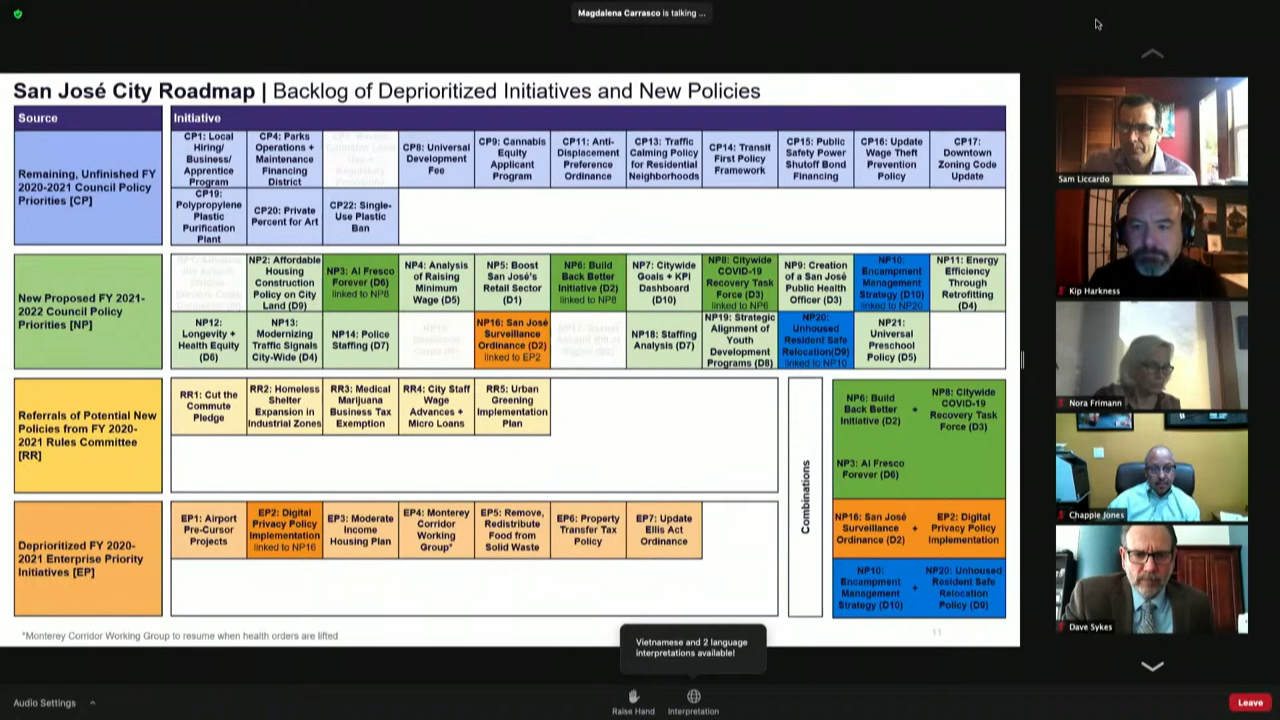 Magdalena Carrasco is talking ...
San José City Roadmap | Backlog of Deprioritized Initiatives and New Policies
Source
Initiative
Remaining, Unfinished FY
2020-2021 Council Policy
Priorities [CP]
CP1: Local
Hiring/
Business/
Apprentice
Program
CP4: Parks
Operations +
Maintenance
Financing
District
CP8: Universal
Development
Fee
CP9: Cannabis
Equity
Applicant
Program
CP11: Anti-
Displacement
Preference
Ordinance
CP13: Traffic
Calming Policy
for Residential
Neighborhoods
CP14: Transit
First Policy
Framework
CP15: Public
Safety Power
Shutoff Bond
Financing
CP16: Update
Wage Theft
Prevention
Policy
CP17:
Downtown
Zoning Code
Update
CP19:
Polypropylene
Plastic
Purification
Plant
CP20: Private
Percent for Art
CP22: Single-
Use Plastic
Ban
New Proposed FY 2021-
2022 Council Policy
Priorities [NP]
NP2: Affordable
Housing
Construction
Policy on City
Land (D9)
NP3: Al Fresco
Forever (D6)
linked to NP8
NP4: Analysis
of Raising
Minimum
Wage (D5)
NP5: Boost
San José's
Retail Sector
(D1)
NP6: Build
Back Better
Initiative (D2)
linked to NP8
NP7: Citywide
Goals + KPI
Dashboard
(D10)
NP8: Citywide
COVID-19
Recovery Task
Force (D3)
linked to NP6
NP9: Creation
of a San José
Public Health
Officer (D3)
NP10:
Encampment
Management
Strategy (D10)
linked to NP20
NP11: Energy
Efficiency
Through
Retrofitting
(D4)
NP12:
Longevity +
Health Equity
(D6)
NP13:
Modernizing
Traffic Signals
City-Wide (D4)
NP14: Police
Staffing (D7)
NP16: San José
Surveillance
Ordinance (D2)
linked to EP2
NP18: Staffing
Analysis (D7)
NP19: Strategic
Alignment of
Youth
Development
Programs (D8)
NP20:
Unhoused
Resident Safe
Relocation(D9)
linked to NP10
NP21:
Universal
Preschool
Policy (D5)
Referrals of Potential New
Policies from FY 2020-
2021 Rules Committee
[RR]
RR1: Cut the
Commute
Pledge
RR2: Homeless
Shelter
Expansion in
Industrial Zones
RR3: Medical
Marijuana
Business Tax
Exemption
RR4: City Staff
Wage
Advances +
Micro Loans
RR5: Urban
Greening
Implementation
Plan
Deprioritized FY 2020-
2021 Enterprise Priority
Initiatives [EP]
EP1: Airport
Pre-Cursor
Projects
EP2: Digital
Privacy Policy
Implementation
linked to NP16
EP3: Moderate
Income
Housing Plan
EP4: Monterey
Corridor
Working
Group*
EP5: Remove,
Redistribute
Food from
Solid Waste
EP6: Property
Transfer Tax
Policy
EP7: Update
Ellis Act
Ordinance
Combinations
NP6: Build
Back Better
Initiative (D2)
+
NP8: Citywide
COVID-19
Recovery Task
Force (D3)
NP3: Al Fresco
Forever (D6)
NP16: San José
Surveillance
Ordinance (D2)
+
EP2: Digital
Privacy Policy
Implementation
NP10:
Encampment
Management
Strategy (D10)
+
NP20: Unhoused
Resident Safe
Relocation
Policy (D9)
*Monterey Corridor Working Group to resume when health orders are lifted
11
Sam Liccardo
Kip Harkness
Nora Frimann
Chappie Jones
Dave Sykes
Vietnamese and 2 language
interpretations available!
Audio Settings
Raise Hand
Interpretation
Leave